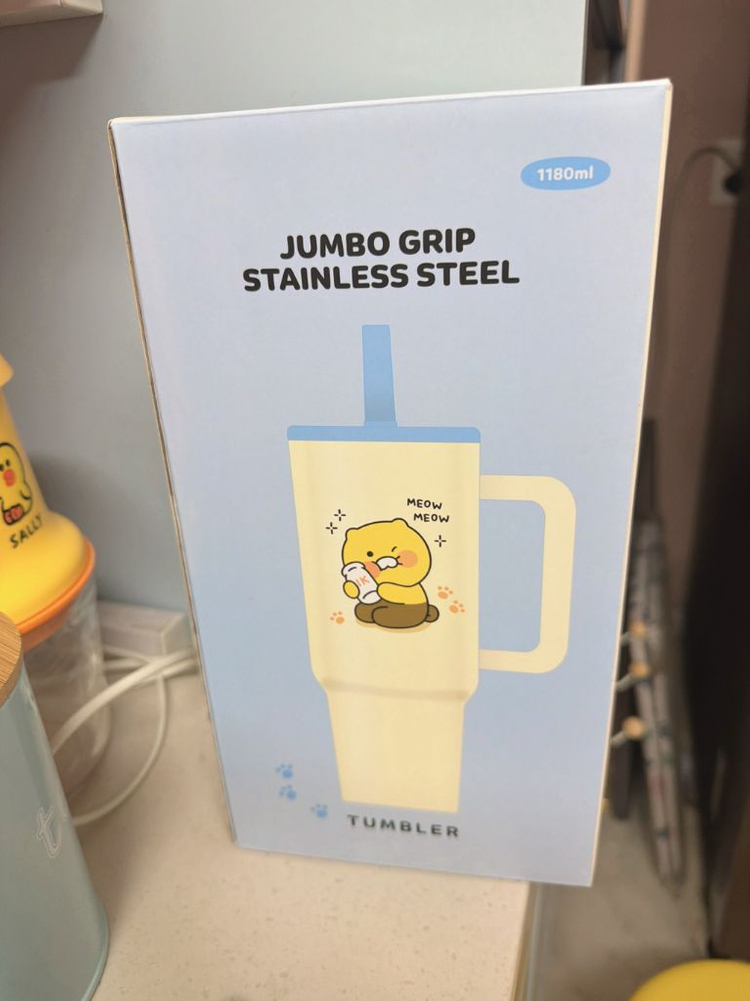 1180ml
JUMBO GRIP
STAINLESS STEEL
MEOW
MEOW
SALLY
TUMBLER
t